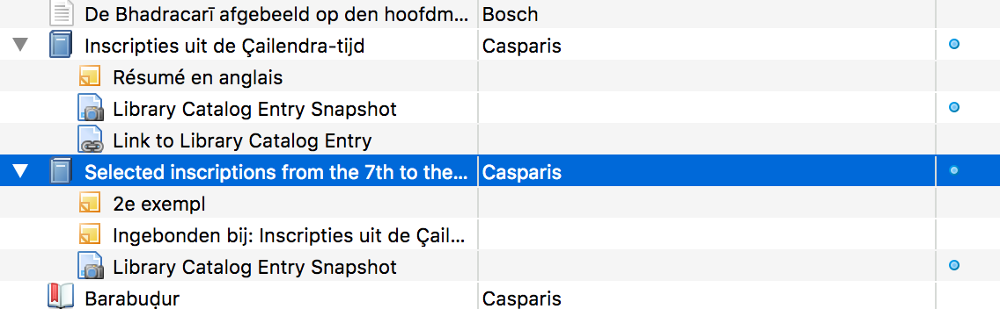 De Bhadracarī afgebeeld op den hoofdm... Bosch
Inscripties uit de Çailendra-tijd Casparis
Résumé en anglais
Library Catalog Entry Snapshot
Link to Library Catalog Entry
Selected inscriptions from the 7th to the... Casparis
2e exempl
Ingebonden bij: Inscripties uit de Çail...
Library Catalog Entry Snapshot
Barabuḍur Casparis